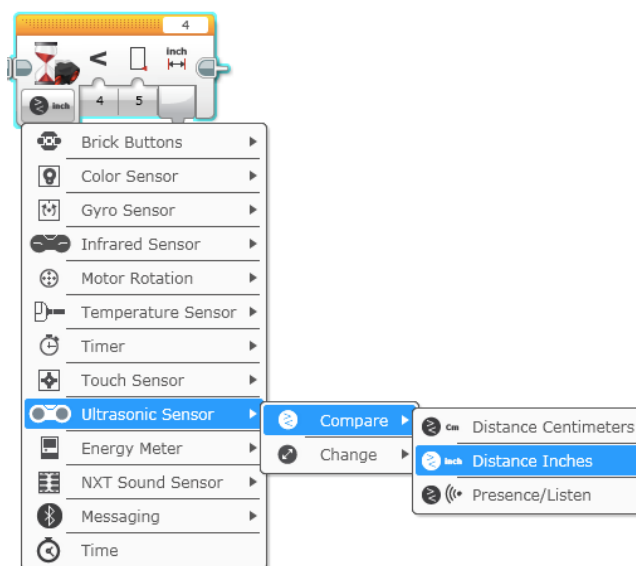 4
<
inch
inch
4
5
Brick Buttons
Color Sensor
Gyro Sensor
Infrared Sensor
Motor Rotation
Temperature Sensor
Timer
Touch Sensor
Ultrasonic Sensor
Energy Meter
NXT Sound Sensor
Messaging
Time
Compare
Change
cm Distance Centimeters
inch Distance Inches
Presence/Listen